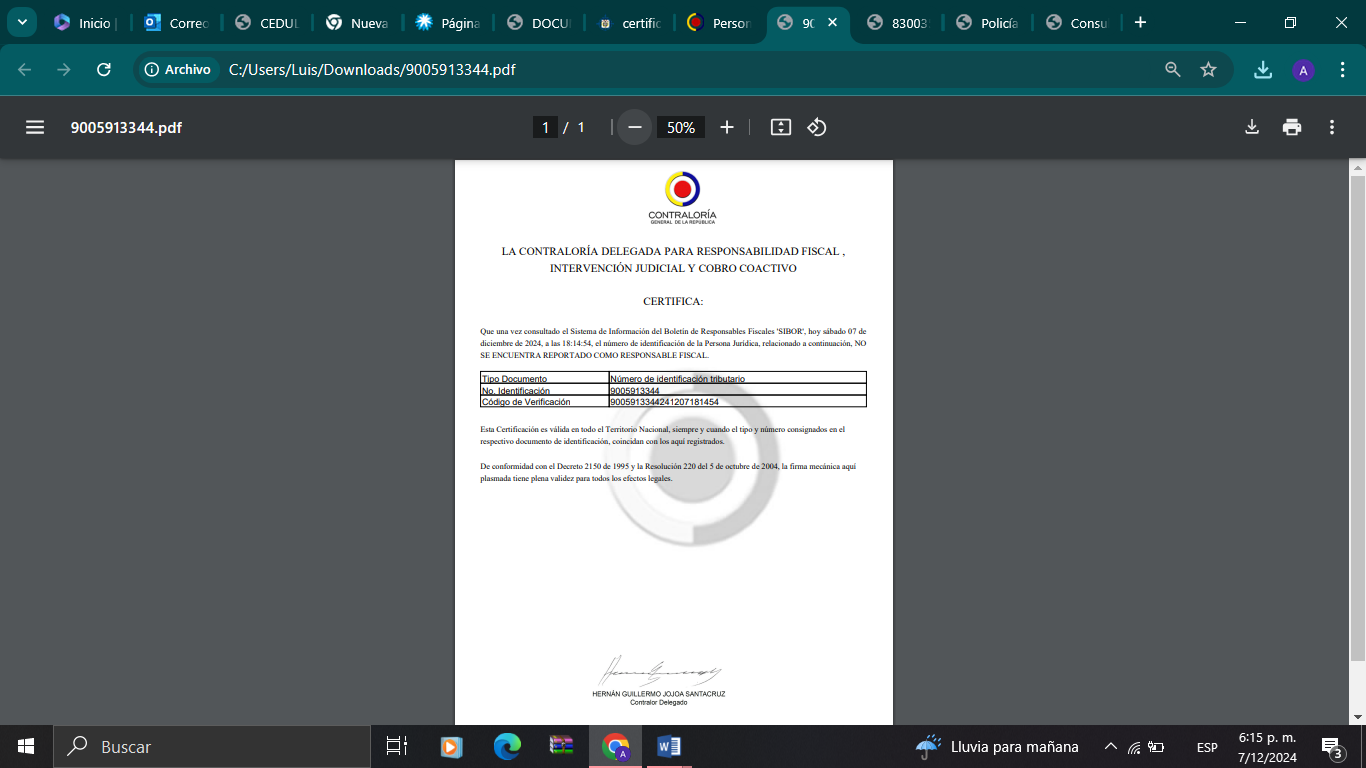 Inicio |
Correo
CEDUL
Nueva
Página
DOCU
certific
Person
90
83003
Policía
Consu
Archivo
C:/Users/Luis/Downloads/9005913344.pdf
A
9005913344.pdf
1 / 1
50%
CONTRALORÍA
GENERAL DE LA REPÚBLICA
LA CONTRALORÍA DELEGADA PARA RESPONSABILIDAD FISCAL ,
INTERVENCIÓN JUDICIAL Y COBRO COACTIVO
CERTIFICA:
Que una vez consultado el Sistema de Información del Boletín de Responsables Fiscales 'SIBOR', hoy sábado 07 de
diciembre de 2024, a las 18:14:54, el número de identificación de la Persona Jurídica, relacionado a continuación, NO
SE ENCUENTRA REPORTADO COMO RESPONSABLE FISCAL.
Tipo Documento Número de identificación tributario
No. Identificación 9005913344
Código de Verificación 9005913344241207181454
Esta Certificación es válida en todo el Territorio Nacional, siempre y cuando el tipo y número consignados en el
respectivo documento de identificación, coincidan con los aquí registrados.
De conformidad con el Decreto 2150 de 1995 y la Resolución 220 del 5 de octubre de 2004, la firma mecánica aquí
plasmada tiene plena validez para todos los efectos legales.
HERNÁN GUILLERMO JOJOA SANTACRUZ
Contralor Delegado
Buscar
Lluvia para mañana
ESP
6:15 p. m.
7/12/2024
3